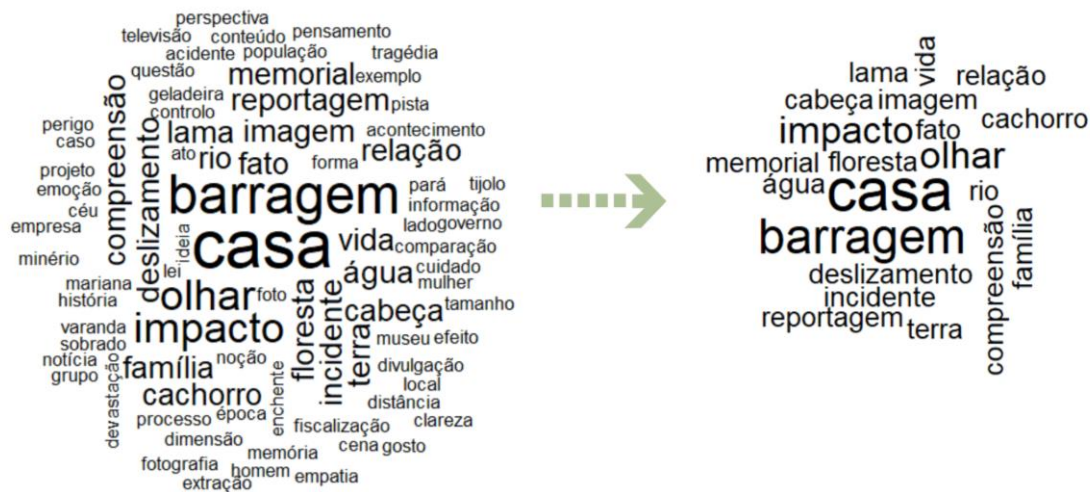 perspectiva
televisão conteúdo pensamento
acidente população tragédia
questão memorial exemplo
geladeira reportagem pista
controlo
perigo lama imagem acontecimento
caso ato rio fato forma relação
compreensão
deslizamento
projeto barragem pará tijolo
emoção informação
céu casa lado governo
empresa ideia vida comparação
minério lei água cuidado
mulher
mariana olhar foto cabeça tamanho
história
floresta
incidente
terra
varanda impacto museu efeito
sobrado
notícia família noção divulgação
grupo local
devastação
cachorro enchente distância
processo época fiscalização clareza
dimensão cena gosto
memória
fotografia homem empatia
extração
vida
lama relação
cabeça imagem cachorro
impacto fato
memorial floresta olhar
água casa rio
barragem
compreensão
família
deslizamento
incidente
reportagem terra